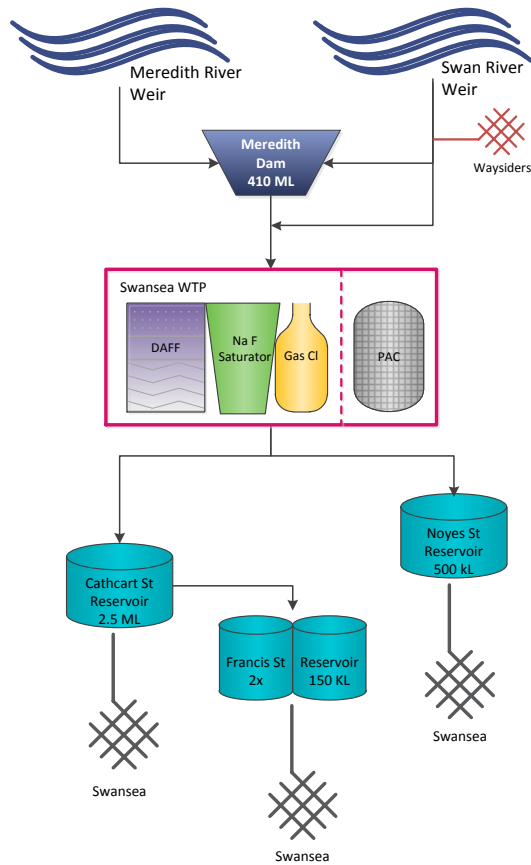 Meredith River
Weir
Swan River
Weir
Meredith
Dam
410 ML
Waysiders
Swansea WTP
DAFF
Na F
Saturator
Gas Cl
PAC
Noyes St
Reservoir
500 kL
Cathcart St
Reservoir
2.5 ML
Francis St
2x
Reservoir
150 KL
Swansea
Swansea
Swansea